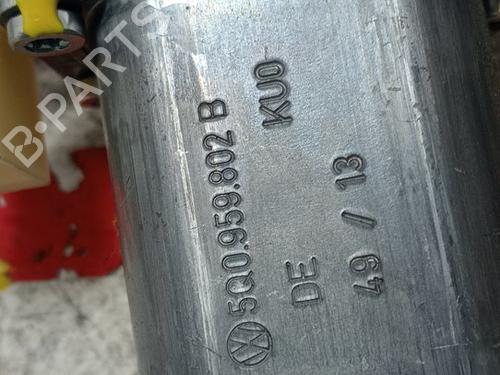 5Q0.959.802 B
KU0
DE
49 / 13
B-PARTS